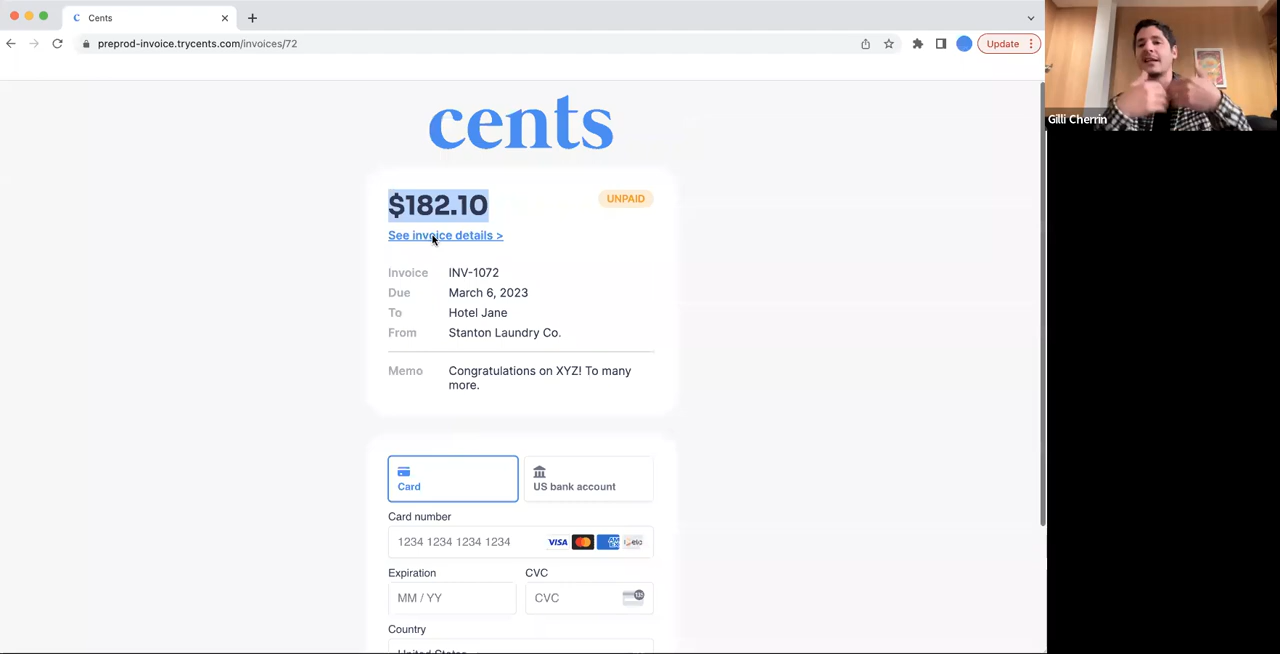 Cents
preprod-invoice.trycents.com/invoices/72
Update
Gilli Cherrin
cents
$182.10
UNPAID
See invoice details >
Invoice INV-1072
Due March 6, 2023
To Hotel Jane
From Stanton Laundry Co.
Memo Congratulations on XYZ! To many
more.
Card
US bank account
Card number
1234 1234 1234 1234 VISA
Expiration CVC
MM / YY CVC
Country
United States